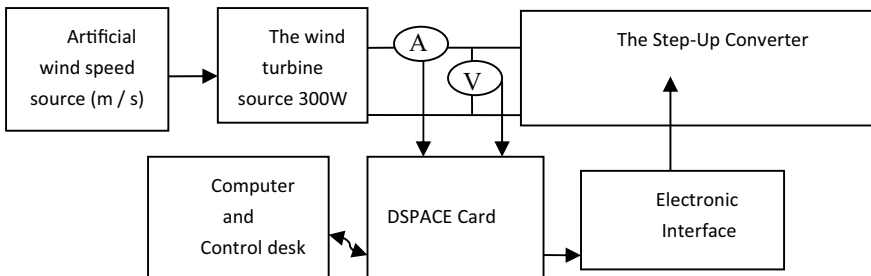 Artificial
wind speed
source (m / s)
The wind
turbine
source 300W
A
V
The Step-Up Converter
Computer
and
Control desk
DSPACE Card
Electronic
Interface